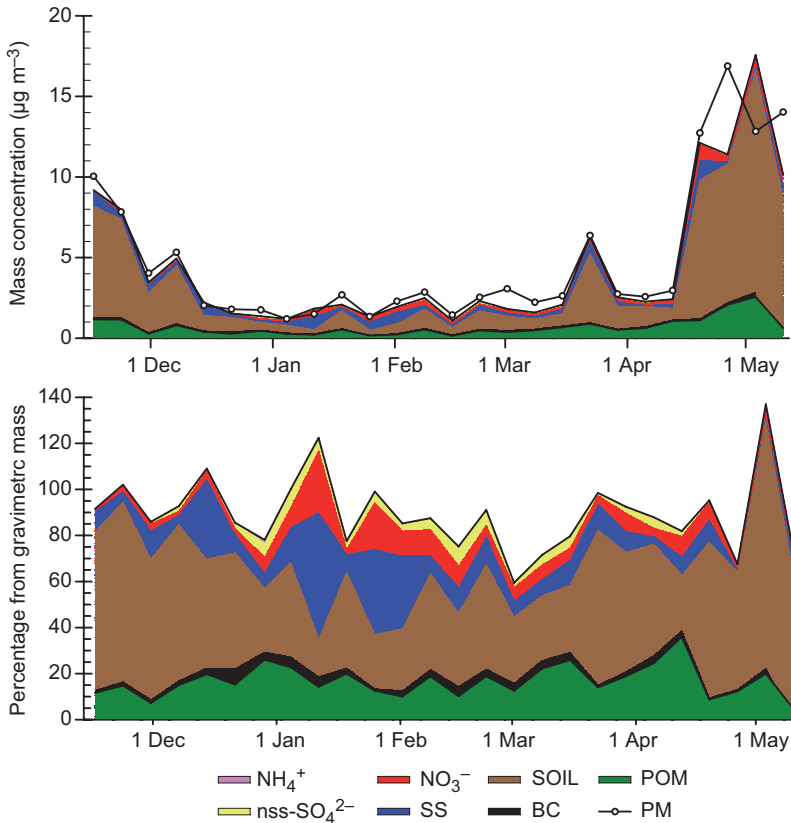 Mass concentration (µg m⁻³)
20
15
10
5
0
1 Dec 1 Jan 1 Feb 1 Mar 1 Apr 1 May
Percentage from gravimetrc mass
140
120
100
80
60
40
20
0
1 Dec 1 Jan 1 Feb 1 Mar 1 Apr 1 May
NH₄⁺ NO₃⁻ SOIL POM
nss-SO₄²⁻ SS BC PM